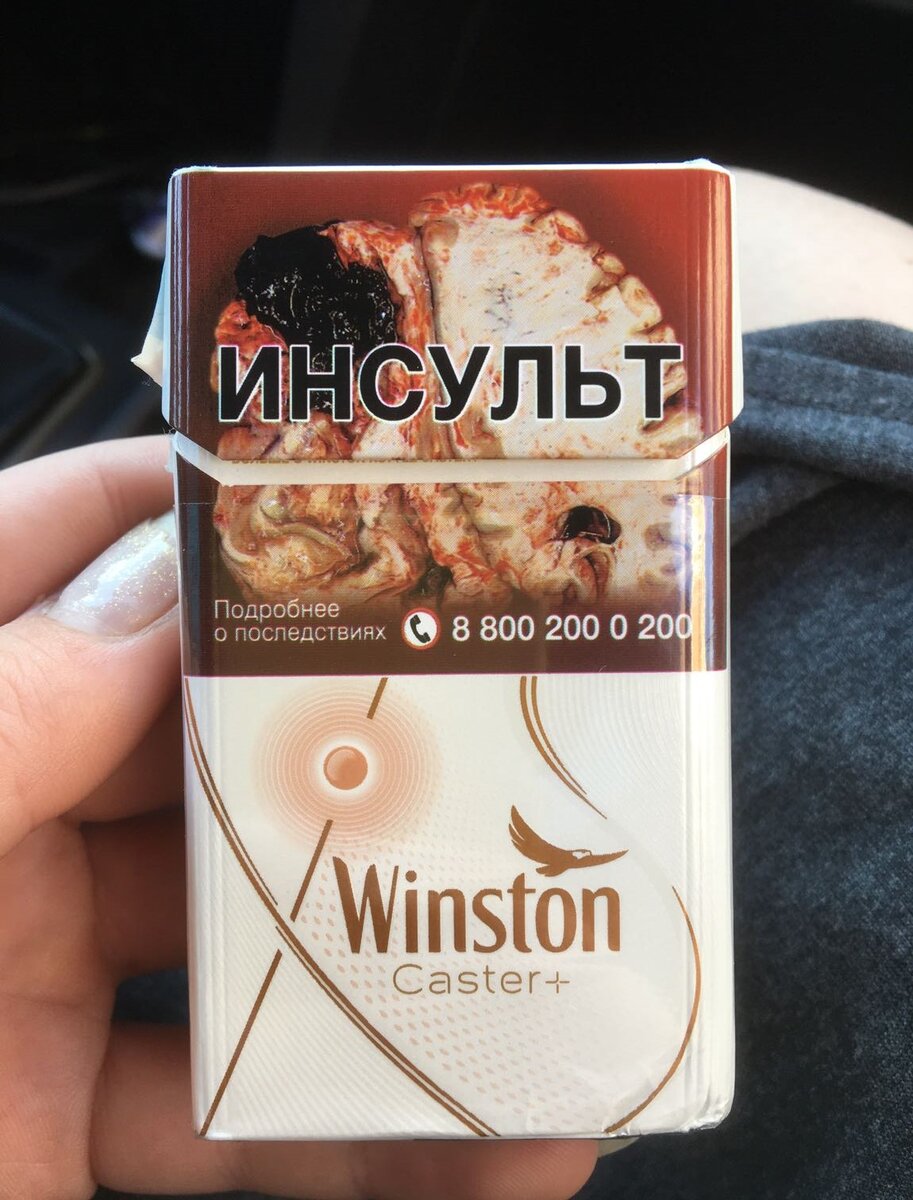 ИНСУЛЬТ
Подробнее
о последствиях 8 800 200 0 200
Winston
Caster+